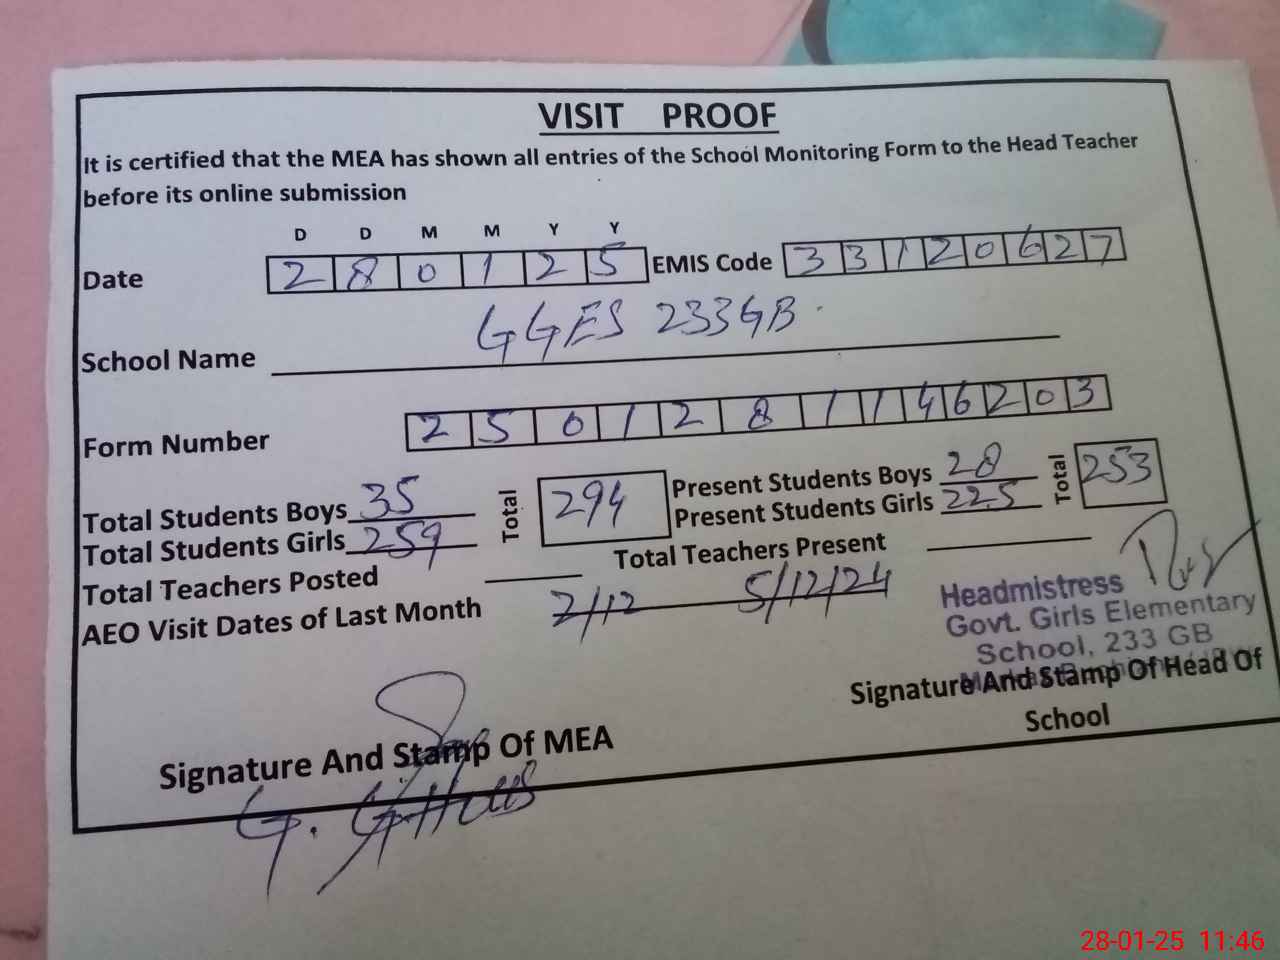 VISIT PROOF
It is certified that the MEA has shown all entries of the School Monitoring Form to the Head Teacher
before its online submission
D D M M Y Y
Date 2 8 0 1 2 5 EMIS Code 3 3 1 2 0 6 2 7
School Name GGES 233GB
Form Number 2 5 0 1 2 8 1 1 4 6 2 0 3
Total Students Boys 35 Total 294 Present Students Boys 28 Total 253
Total Students Girls 259 Present Students Girls 225
Total Teachers Posted Total Teachers Present
AEO Visit Dates of Last Month 2/12 5/12/24
Headmistress
Govt. Girls Elementary
School, 233 GB
Signature And Stamp Of MEA
Signature And Stamp Of Head Of
School
28-01-25 11:46